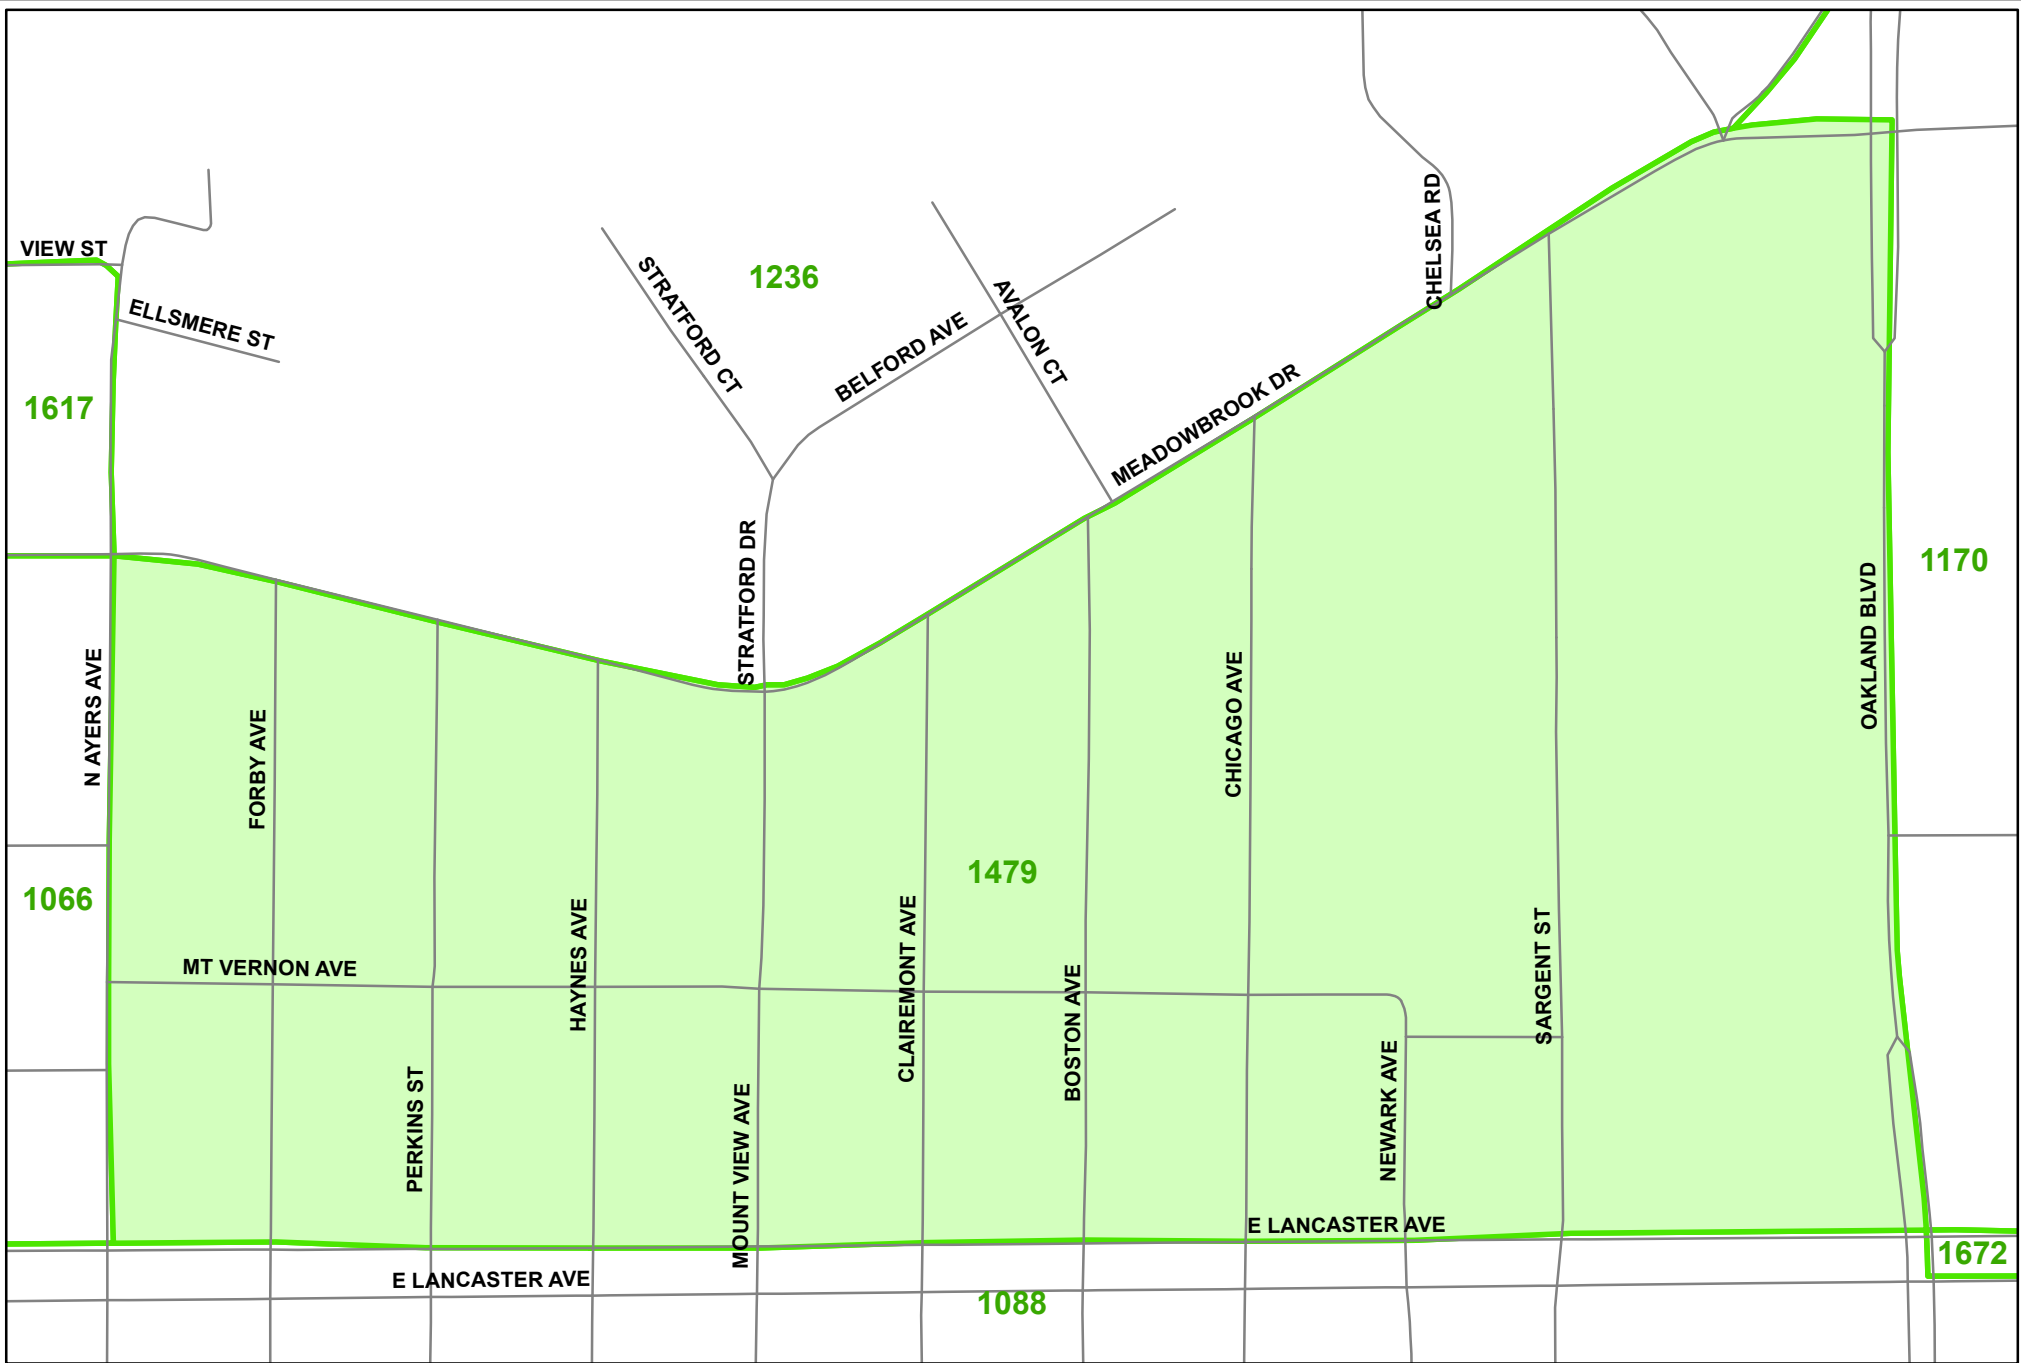 VIEW ST
ELLSMERE ST
1236
STRATFORD CT
BELFORD AVE
AVALON CT
CHELSEA RD
MEADOWBROOK DR
1617
STRATFORD DR
1170
OAKLAND BLVD
N AYERS AVE
FORBY AVE
CHICAGO AVE
1479
1066
MT VERNON AVE
HAYNES AVE
CLAIREMONT AVE
BOSTON AVE
SARGENT ST
PERKINS ST
MOUNT VIEW AVE
NEWARK AVE
E LANCASTER AVE
1672
E LANCASTER AVE
1088